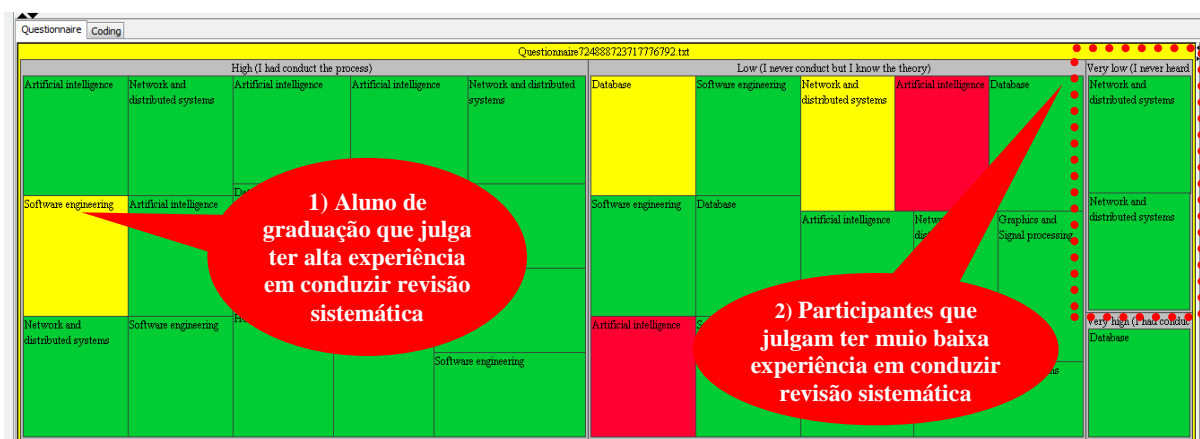 Questionnaire Coding
Questionnaire724888723717776792.txt
High (I had conduct the process)
Low (I never conduct but I know the theory)
Very low (I never heard
Artificial intelligence
Network and
distributed systems
Artificial intelligence
Artificial intelligence
Network and distributed
systems
Database
Software engineering
Network and
distributed systems
Artificial intelligence
Database
Network and
distributed systems
Software engineering
Artificial intelligence
1) Aluno de
graduação que julga
ter alta experiência
em conduzir revisão
sistemática
Software engineering
Database
Artificial intelligence
Graphics and
Signal processing
Network and
distributed systems
Network and
distributed systems
Software engineering
Software engineering
Artificial intelligence
2) Participantes que
julgam ter muio baixa
experiência em conduzir
revisão sistemática
Very high (I had conduc
Database